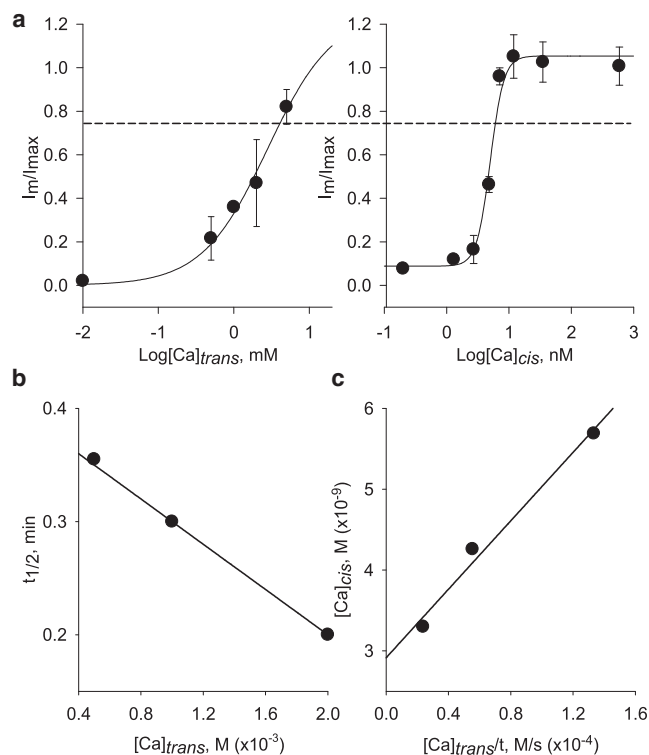 a
Im/Imax
1.2
1.0
0.8
0.6
0.4
0.2
0.0
-2 -1 0 1
Log[Ca]trans, mM
Im/Imax
1.2
1.0
0.8
0.6
0.4
0.2
0.0
-1 0 1 2 3
Log[Ca]cis, nM
b
t1/2, min
0.4
0.3
0.2
0.4 0.8 1.2 1.6 2.0
[Ca]trans, M (x10-3)
c
[Ca]cis, M (x10-9)
6
5
4
3
0.0 0.4 0.8 1.2 1.6
[Ca]trans/t, M/s (x10-4)